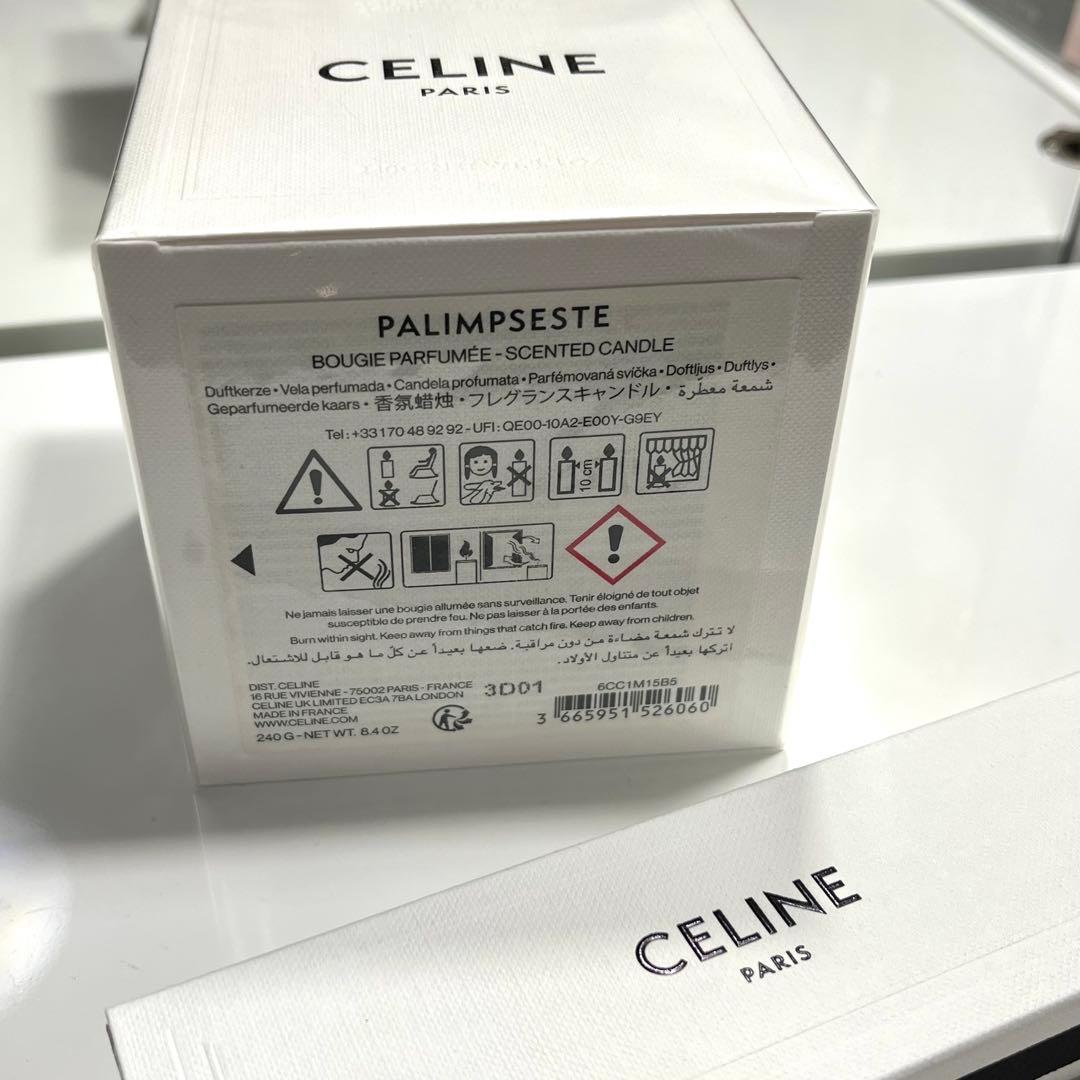 CELINE
PARIS
PALIMPSESTE
BOUGIE PARFUMÉE - SCENTED CANDLE
Duftkerze • Vela perfumada • Candela profumata • Parfémovaná svíčka • Doftljus • Duftlys •
Geparfumeerde kaars • 香氛蜡烛 • フレグランスキャンドル • شمعة معطّرة
Tel : +33 1 70 48 92 92 - UFI : QE00-10A2-E00Y-G9EY
10 cm
Ne jamais laisser une bougie allumée sans surveillance. Tenir éloigné de tout objet
susceptible de prendre feu. Ne pas laisser à la portée des enfants.
Burn within sight. Keep away from things that catch fire. Keep away from children.
لا تترك شمعة مضاءة من دون مراقبة. ضعها بعيداً عن كلّ ما هو قابل للاشتعال.
اتركها بعيداً عن متناول الأولاد.
DIST. CELINE
16 RUE VIVIENNE - 75002 PARIS - FRANCE
CELINE UK LIMITED EC3A 7BA LONDON
MADE IN FRANCE
WWW.CELINE.COM
240 G - NET WT. 8.4 OZ
3D01
6CC1M15B5
3 665951 526060
CELINE
PARIS